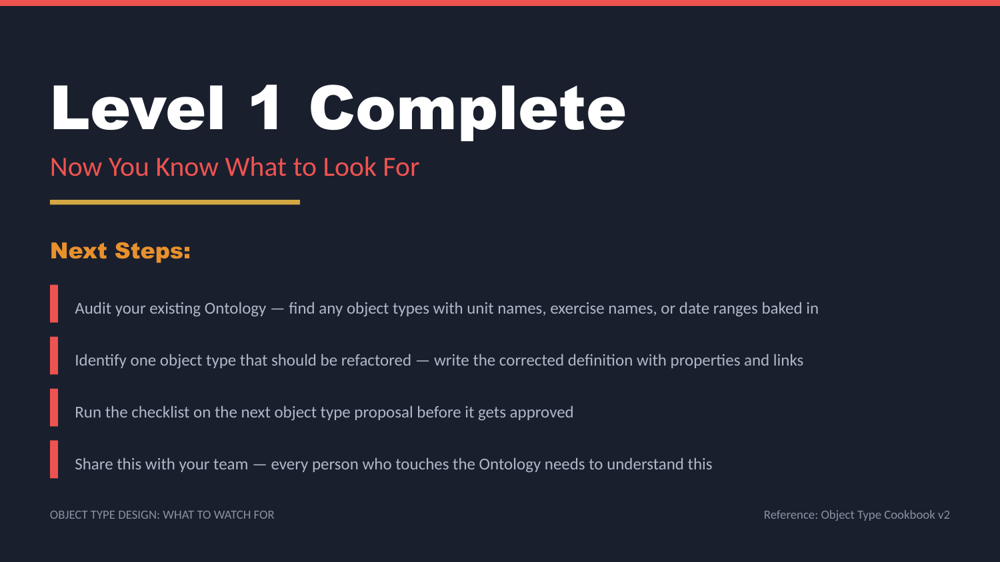 Level 1 Complete
Now You Know What to Look For
Next Steps:
Audit your existing Ontology — find any object types with unit names, exercise names, or date ranges baked in
Identify one object type that should be refactored — write the corrected definition with properties and links
Run the checklist on the next object type proposal before it gets approved
Share this with your team — every person who touches the Ontology needs to understand this
OBJECT TYPE DESIGN: WHAT TO WATCH FOR
Reference: Object Type Cookbook v2